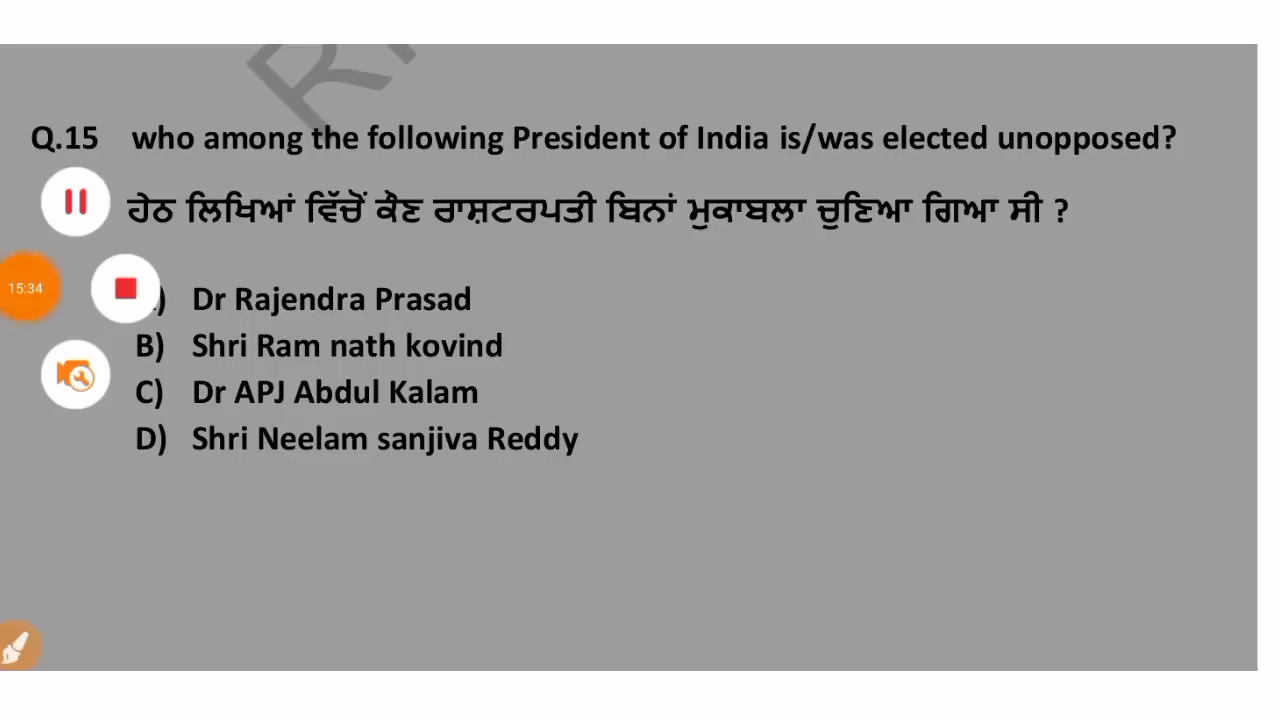 Q.15 who among the following President of India is/was elected unopposed?
ਹੇਠ ਲਿਖਿਆਂ ਵਿੱਚੋਂ ਕੌਣ ਰਾਸ਼ਟਰਪਤੀ ਬਿਨਾਂ ਮੁਕਾਬਲਾ ਚੁਣਿਆ ਗਿਆ ਸੀ ?
15:34
) Dr Rajendra Prasad
B) Shri Ram nath kovind
C) Dr APJ Abdul Kalam
D) Shri Neelam sanjiva Reddy